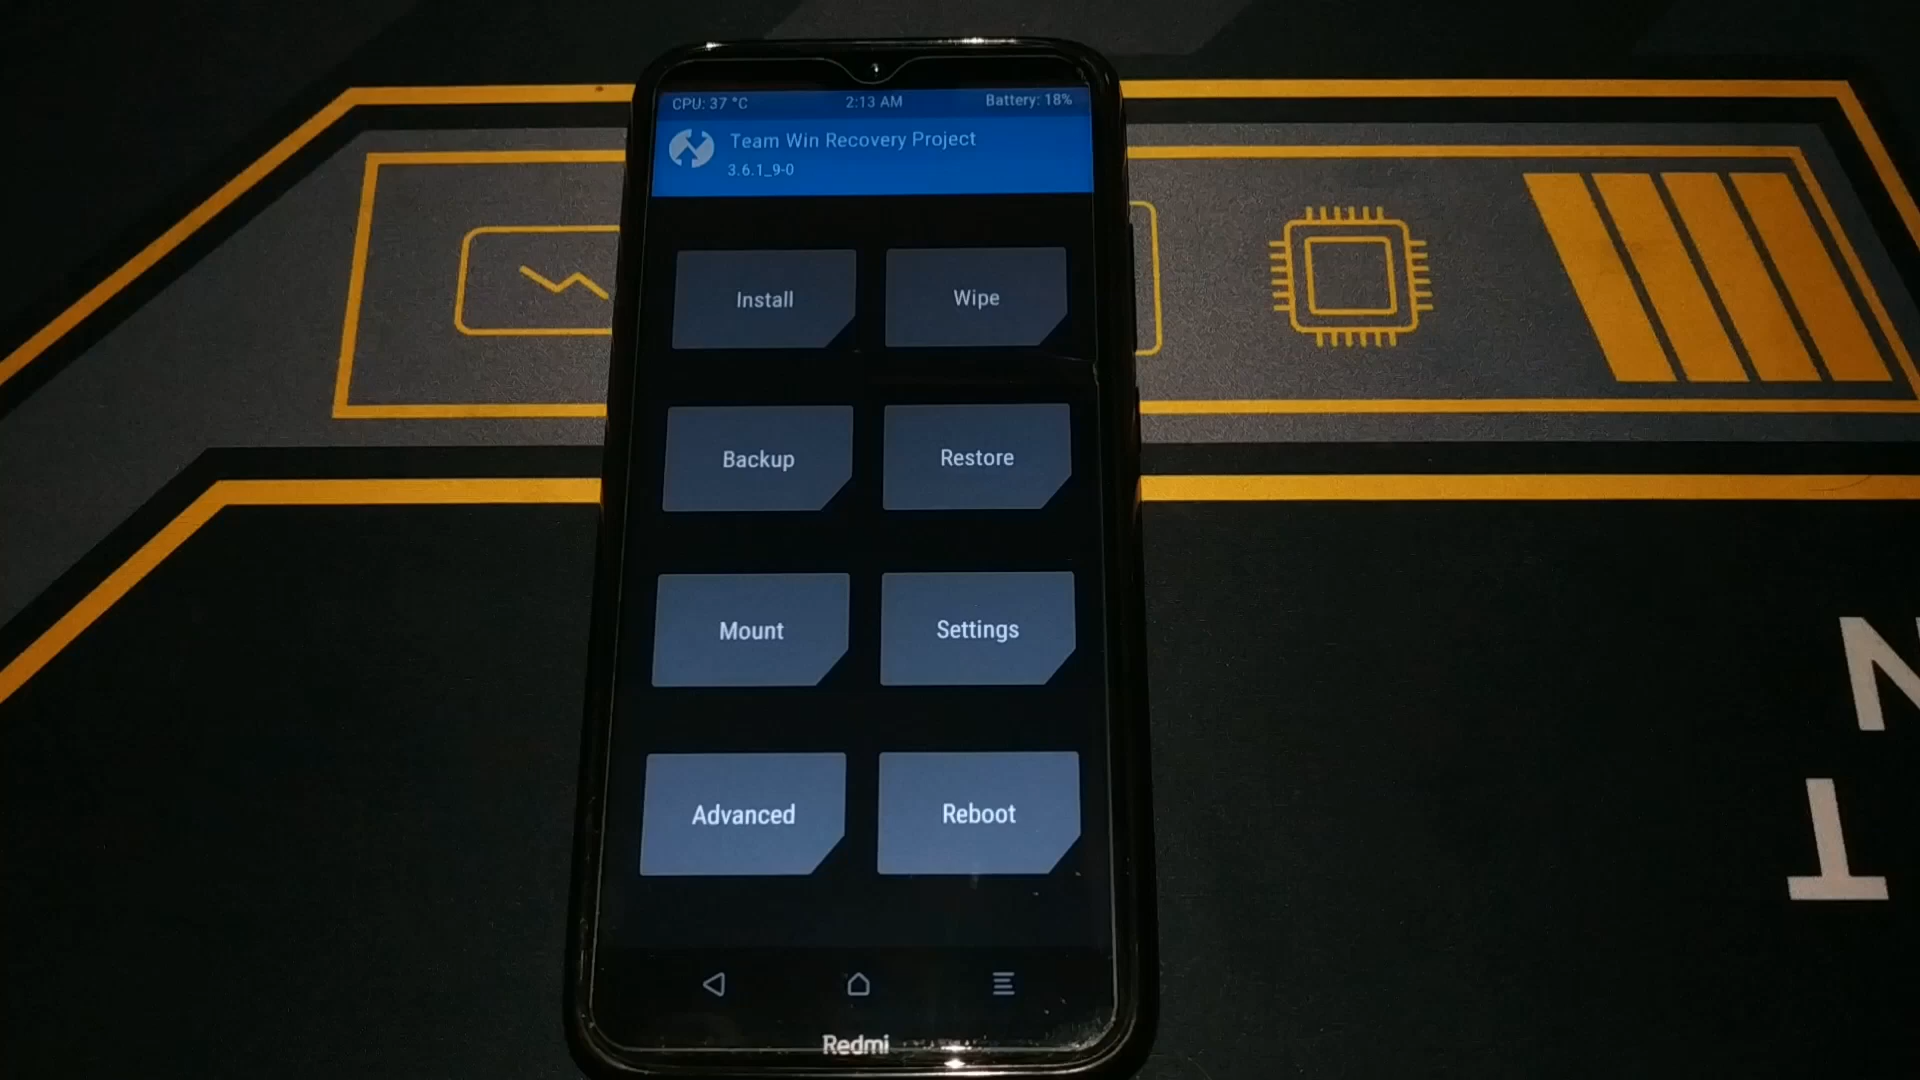 CPU: 37 °C 2:13 AM Battery: 18%
Team Win Recovery Project
3.6.1_9-0
Install Wipe
Backup Restore
Mount Settings
Advanced Reboot
Redmi
N
T